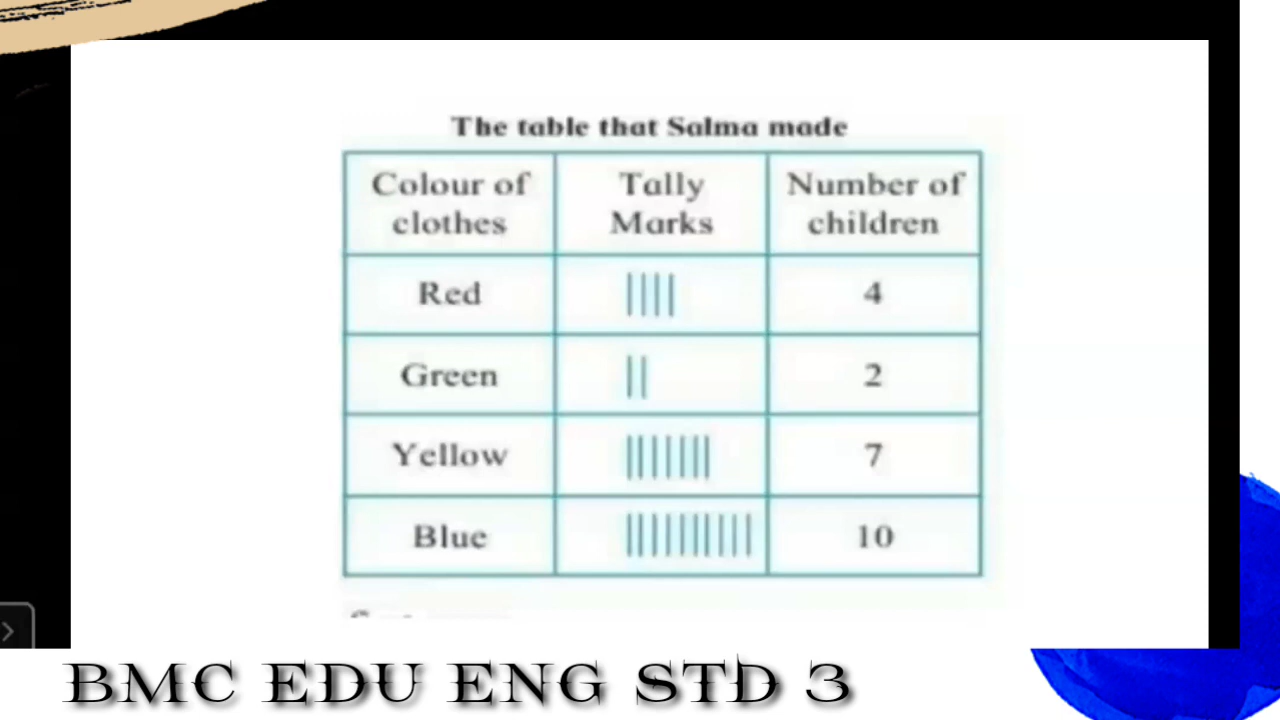 The table that Salma made
Colour of clothes Tally Marks Number of children
Red |||| 4
Green || 2
Yellow ||||||| 7
Blue |||||||||| 10
BMC EDU ENG STD 3